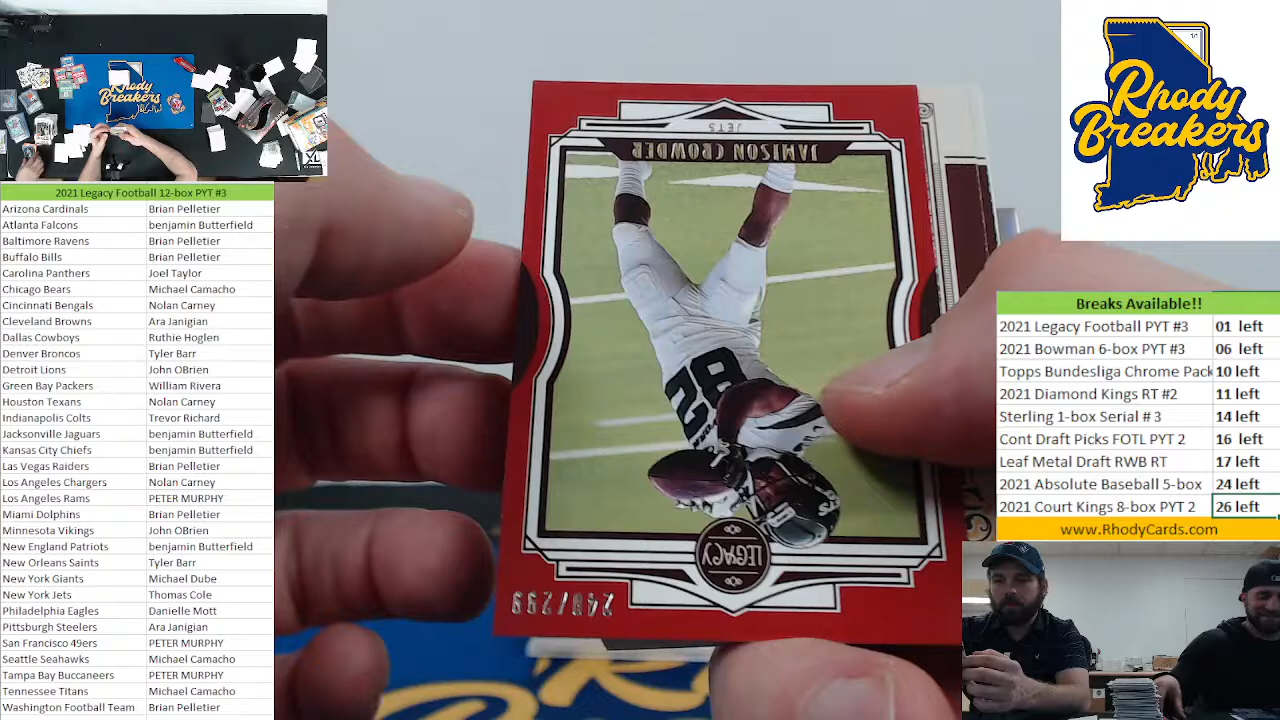 2021 Legacy Football 12-box PYT #3
Arizona Cardinals Brian Pelletier
Atlanta Falcons benjamin Butterfield
Baltimore Ravens Brian Pelletier
Buffalo Bills Brian Pelletier
Carolina Panthers Joel Taylor
Chicago Bears Michael Camacho
Cincinnati Bengals Nolan Carney
Cleveland Browns Ara Janigian
Dallas Cowboys Ruthie Hoglen
Denver Broncos Tyler Barr
Detroit Lions John OBrien
Green Bay Packers William Rivera
Houston Texans Nolan Carney
Indianapolis Colts Trevor Richard
Jacksonville Jaguars benjamin Butterfield
Kansas City Chiefs benjamin Butterfield
Las Vegas Raiders Brian Pelletier
Los Angeles Chargers Nolan Carney
Los Angeles Rams PETER MURPHY
Miami Dolphins Brian Pelletier
Minnesota Vikings John OBrien
New England Patriots benjamin Butterfield
New Orleans Saints Tyler Barr
New York Giants Michael Dube
New York Jets Thomas Cole
Philadelphia Eagles Danielle Mott
Pittsburgh Steelers Ara Janigian
San Francisco 49ers PETER MURPHY
Seattle Seahawks Michael Camacho
Tampa Bay Buccaneers PETER MURPHY
Tennessee Titans Michael Camacho
Washington Football Team Brian Pelletier
Rhody
Breakers
JETS
JAMISON CROWDER
82
LEGACY
/299
Rhody
Breakers
Breaks Available!!
2021 Legacy Football PYT #3 01 left
2021 Bowman 6-box PYT #3 06 left
Topps Bundesliga Chrome Pack 10 left
2021 Diamond Kings RT #2 11 left
Sterling 1-box Serial # 3 14 left
Cont Draft Picks FOTL PYT 2 16 left
Leaf Metal Draft RWB RT 17 left
2021 Absolute Baseball 5-box 24 left
2021 Court Kings 8-box PYT 2 26 left
www.RhodyCards.com